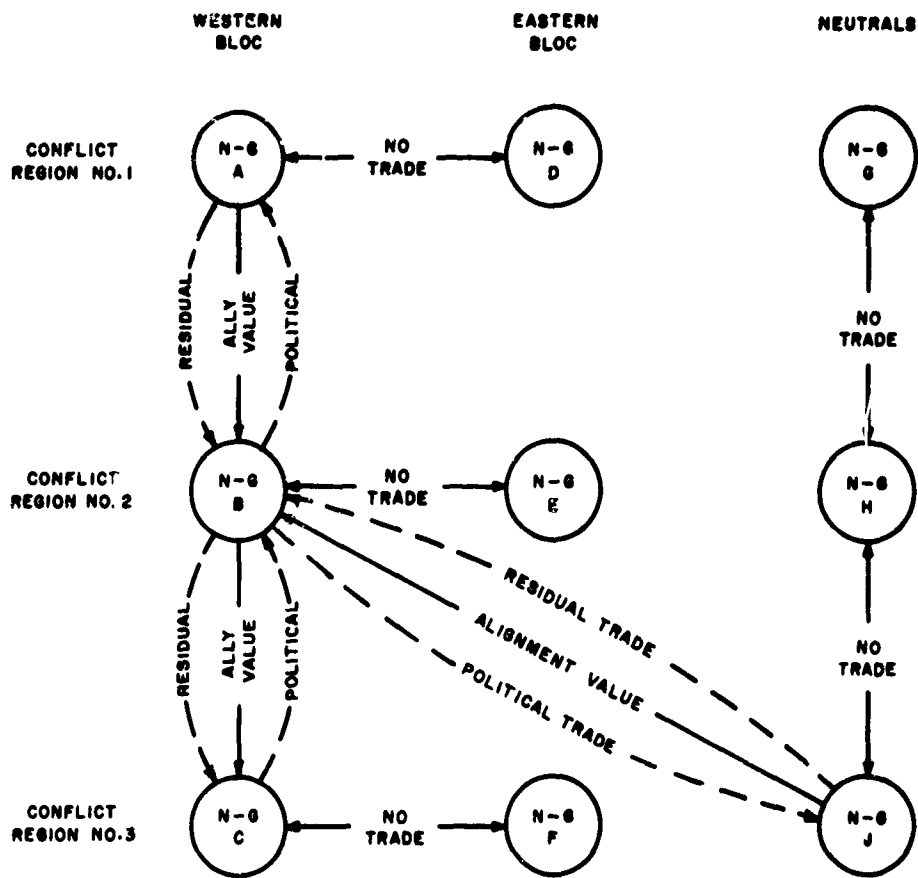 WESTERN
BLOC
EASTERN
BLOC
NEUTRALS
CONFLICT
REGION NO. 1
N-G
A
NO
TRADE
N-G
D
N-G
G
RESIDUAL
ALLY
VALUE
POLITICAL
NO
TRADE
CONFLICT
REGION NO. 2
N-G
B
NO
TRADE
N-G
E
N-G
H
RESIDUAL
ALLY
VALUE
POLITICAL
RESIDUAL TRADE
ALIGNMENT VALUE
POLITICAL TRADE
NO
TRADE
CONFLICT
REGION NO. 3
N-G
C
NO
TRADE
N-G
F
N-G
J